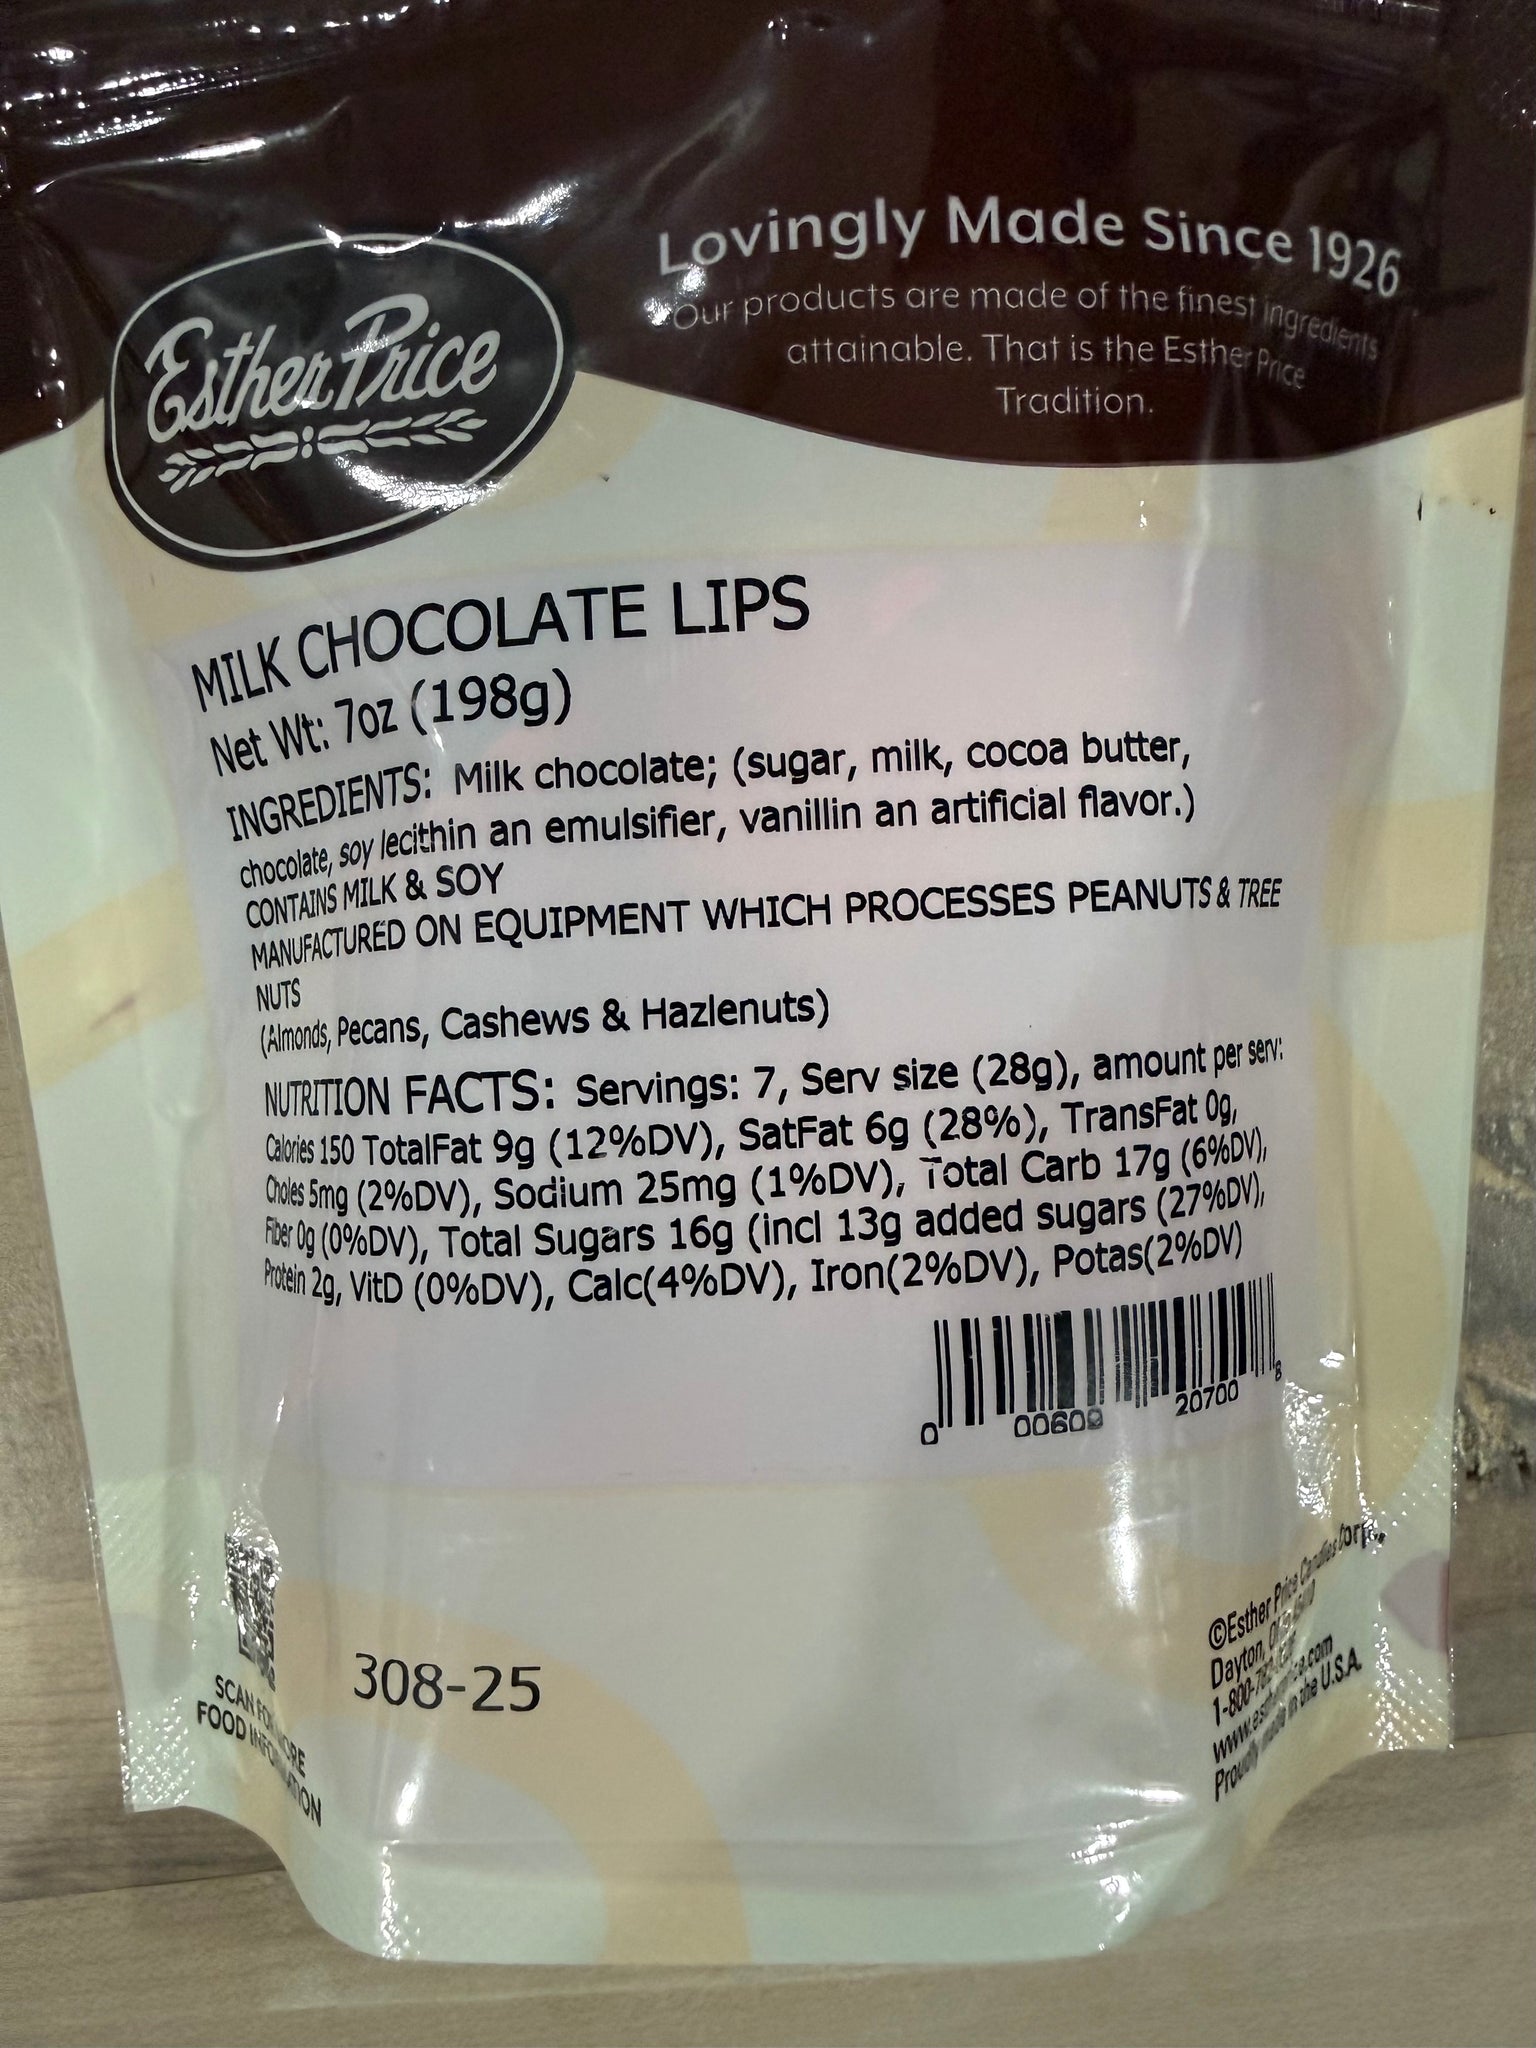 Esther Price
Lovingly Made Since 1926
Our products are made of the finest ingredients
attainable. That is the Esther Price
Tradition.
MILK CHOCOLATE LIPS
Net Wt: 7oz (198g)
INGREDIENTS: Milk chocolate; (sugar, milk, cocoa butter,
chocolate, soy lecithin an emulsifier, vanillin an artificial flavor.)
CONTAINS MILK & SOY
MANUFACTURED ON EQUIPMENT WHICH PROCESSES PEANUTS & TREE
NUTS
(Almonds, Pecans, Cashews & Hazlenuts)
NUTRITION FACTS: Servings: 7, Serv size (28g), amount per serv:
Calories 150 TotalFat 9g (12%DV), SatFat 6g (28%), TransFat 0g,
Choles 5mg (2%DV), Sodium 25mg (1%DV), Total Carb 17g (6%DV),
Fiber 0g (0%DV), Total Sugars 16g (incl 13g added sugars (27%DV),
Protein 2g, VitD (0%DV), Calc(4%DV), Iron(2%DV), Potas(2%DV)
0 00609 20700 8
SCAN FOR MORE
FOOD INFORMATION
308-25
©Esther Price Candies Corp.
Dayton,
1-800-
Proudly made in the U.S.A.